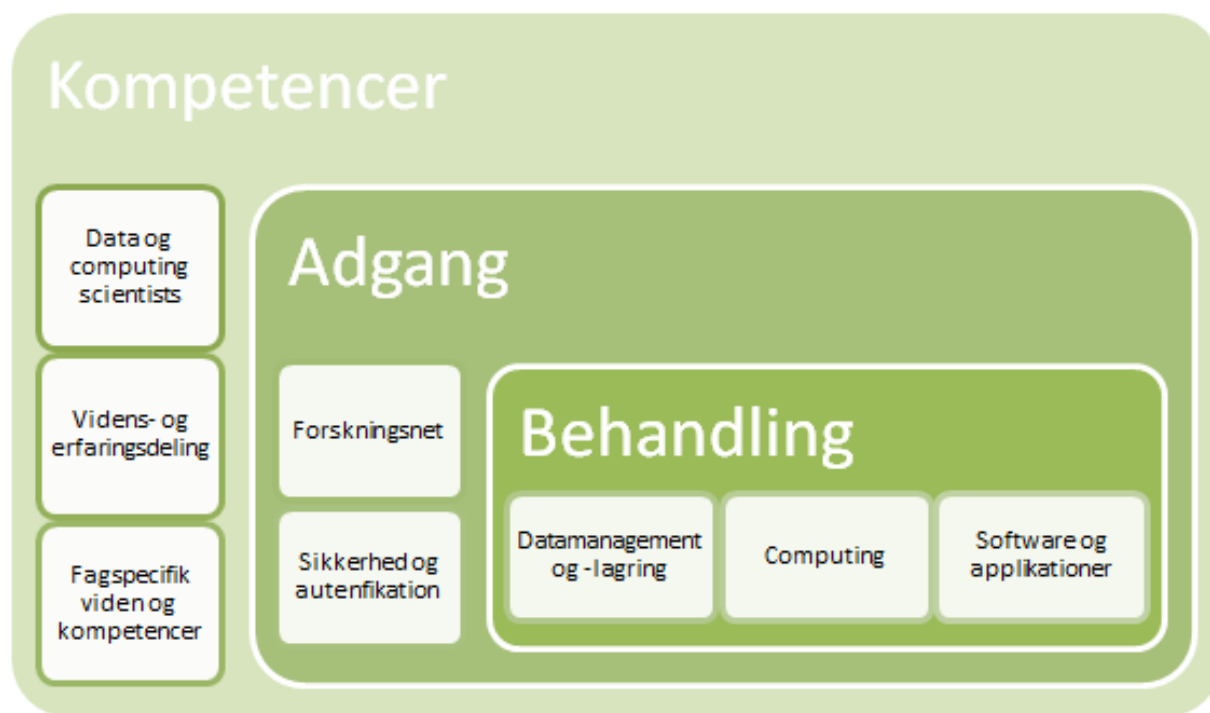 Kompetencer
Data og
computing
scientists
Videns- og
erfaringsdeling
Fagspecifik
viden og
kompetencer
Adgang
Forskningsnet
Sikkerhed og
autenfikation
Behandling
Datamanagement
og -lagring
Computing
Software og
applikationer